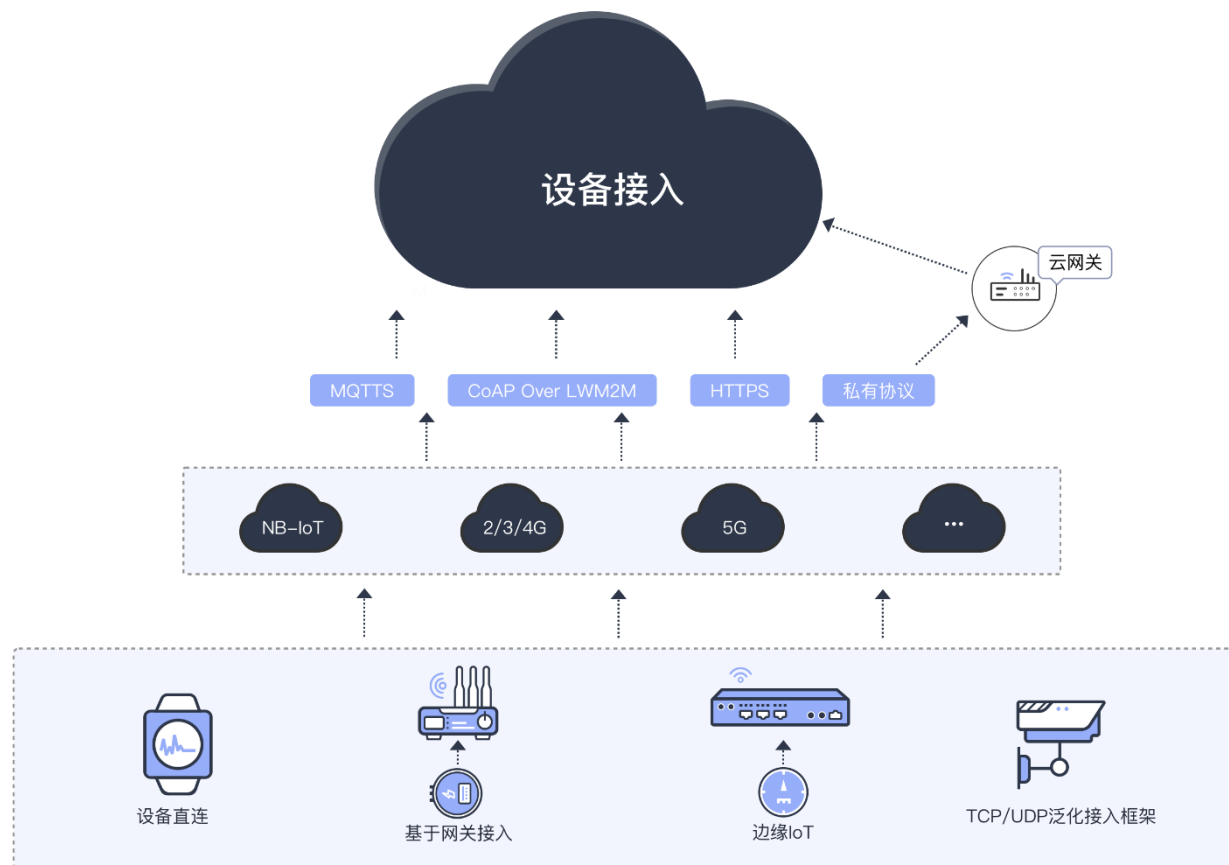 设备接入
云网关
MQTTS
CoAP Over LWM2M
HTTPS
私有协议
NB-IoT
2/3/4G
5G
...
设备直连
基于网关接入
边缘IoT
TCP/UDP泛化接入框架